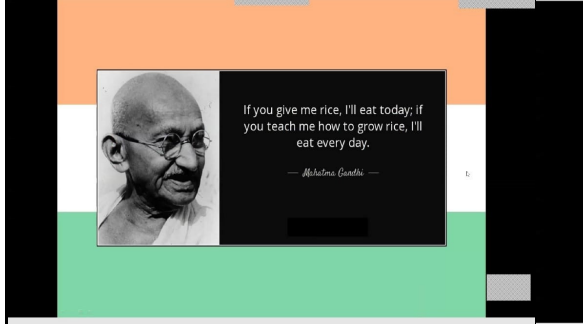 If you give me rice, I'll eat today; if
you teach me how to grow rice, I'll
eat every day.
— Mahatma Gandhi —